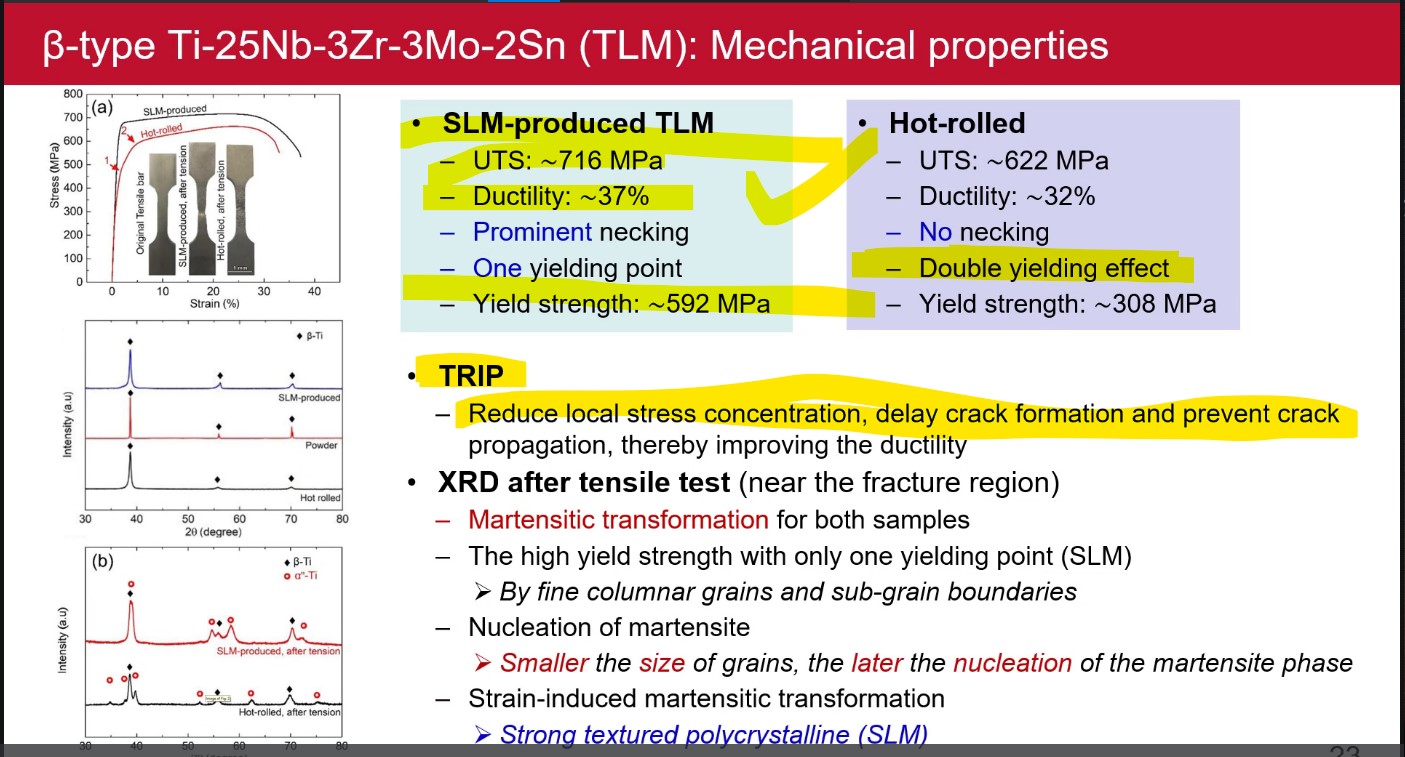 β-type Ti-25Nb-3Zr-3Mo-2Sn (TLM): Mechanical properties
(a)
Stress (MPa)
800
700
600
500
400
300
200
100
0
SLM-produced
Hot-rolled
1
2
Original Tensile bar
SLM-produced, after tension
Hot-rolled, after tension
0 10 20 30 40
Strain (%)
♦ β-Ti
SLM-produced
Powder
Hot rolled
Intensity (a.u)
30 40 50 60 70 80
2θ (degree)
(b)
♦ β-Ti
α"-Ti
SLM-produced, after tension
Hot-rolled, after tension
Intensity (a.u)
30 40 50 60 70 80
• SLM-produced TLM
– UTS: ~716 MPa
– Ductility: ~37%
– Prominent necking
– One yielding point
– Yield strength: ~592 MPa
• Hot-rolled
– UTS: ~622 MPa
– Ductility: ~32%
– No necking
– Double yielding effect
– Yield strength: ~308 MPa
• TRIP
– Reduce local stress concentration, delay crack formation and prevent crack
propagation, thereby improving the ductility
• XRD after tensile test (near the fracture region)
– Martensitic transformation for both samples
– The high yield strength with only one yielding point (SLM)
➢ By fine columnar grains and sub-grain boundaries
– Nucleation of martensite
➢ Smaller the size of grains, the later the nucleation of the martensite phase
– Strain-induced martensitic transformation
➢ Strong textured polycrystalline (SLM)
23